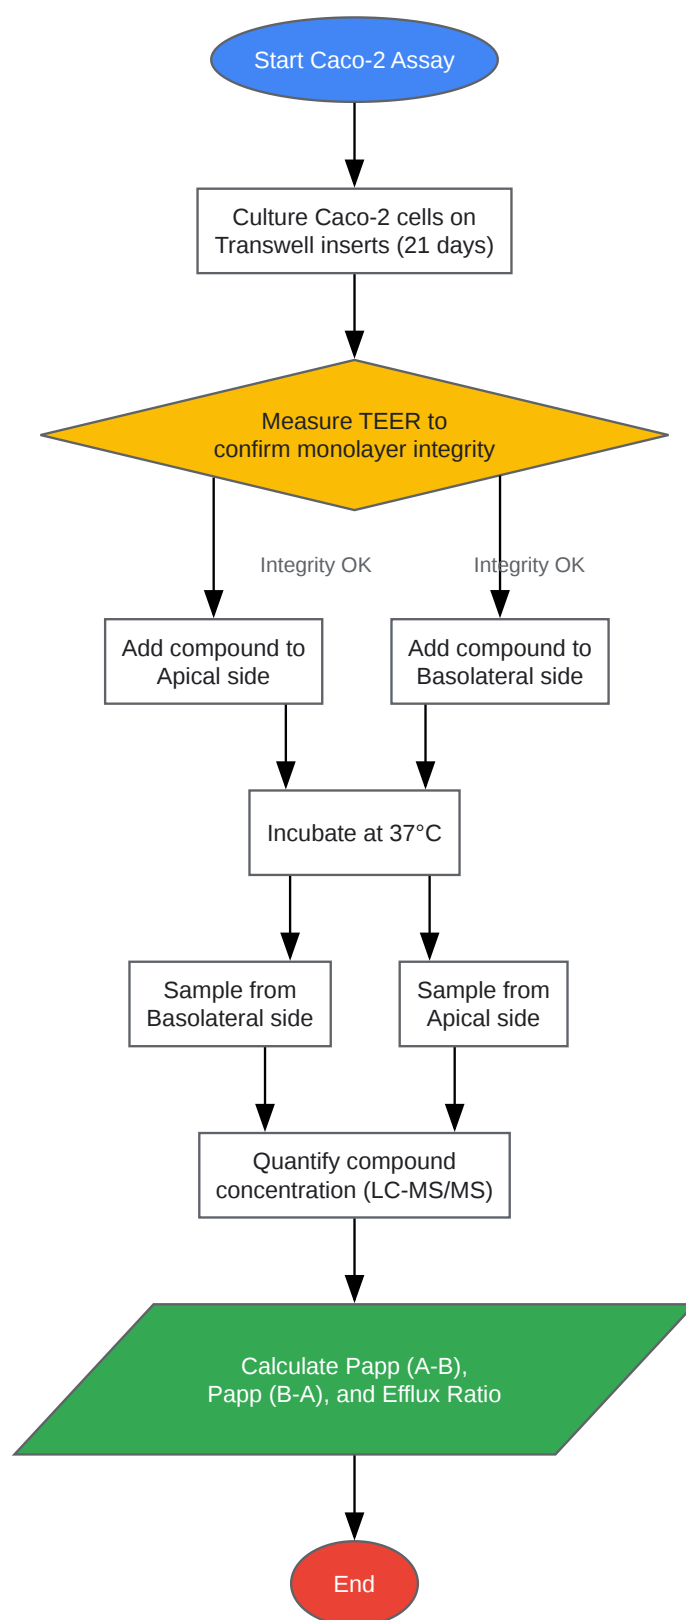 Start Caco-2 Assay
Culture Caco-2 cells on
Transwell inserts (21 days)
Measure TEER to
confirm monolayer integrity
Integrity OK
Integrity OK
Add compound to
Apical side
Add compound to
Basolateral side
Incubate at 37°C
Sample from
Basolateral side
Sample from
Apical side
Quantify compound
concentration (LC-MS/MS)
Calculate Papp (A-B),
Papp (B-A), and Efflux Ratio
End